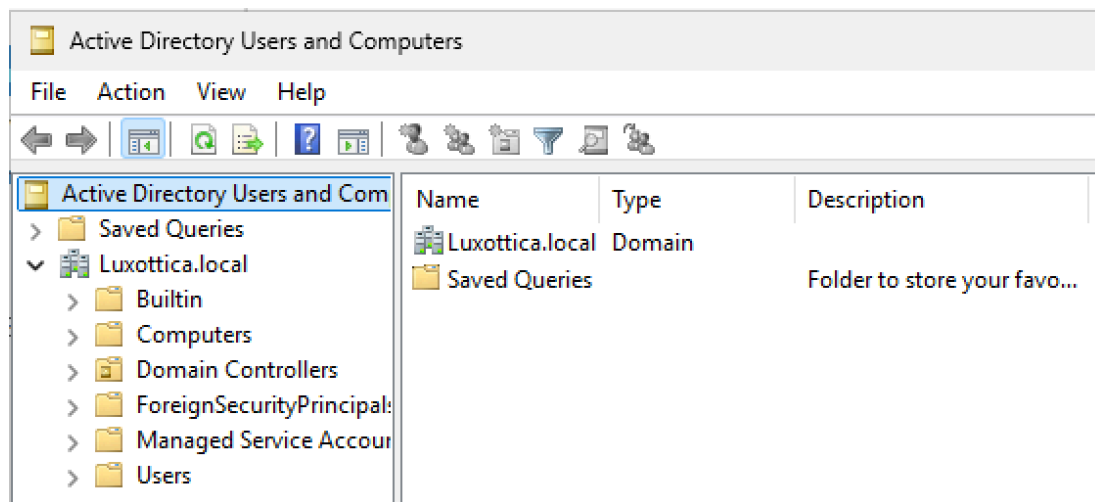 Active Directory Users and Computers
File Action View Help
Active Directory Users and Com
Saved Queries
Luxottica.local
Builtin
Computers
Domain Controllers
ForeignSecurityPrincipals
Managed Service Accour
Users
Name Type Description
Luxottica.local Domain
Saved Queries Folder to store your favo...